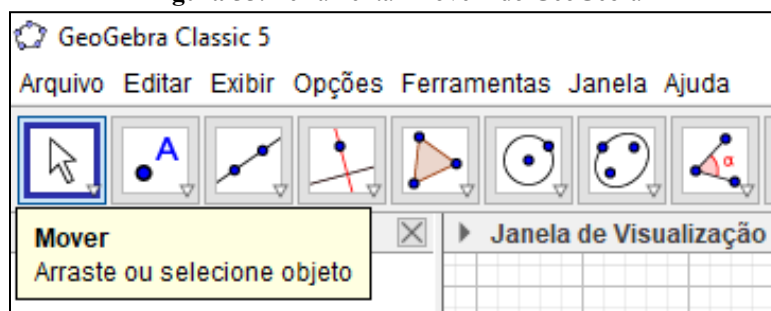 GeoGebra Classic 5
Arquivo Editar Exibir Opções Ferramentas Janela Ajuda
A
α
Mover
Arraste ou selecione objeto
Janela de Visualização